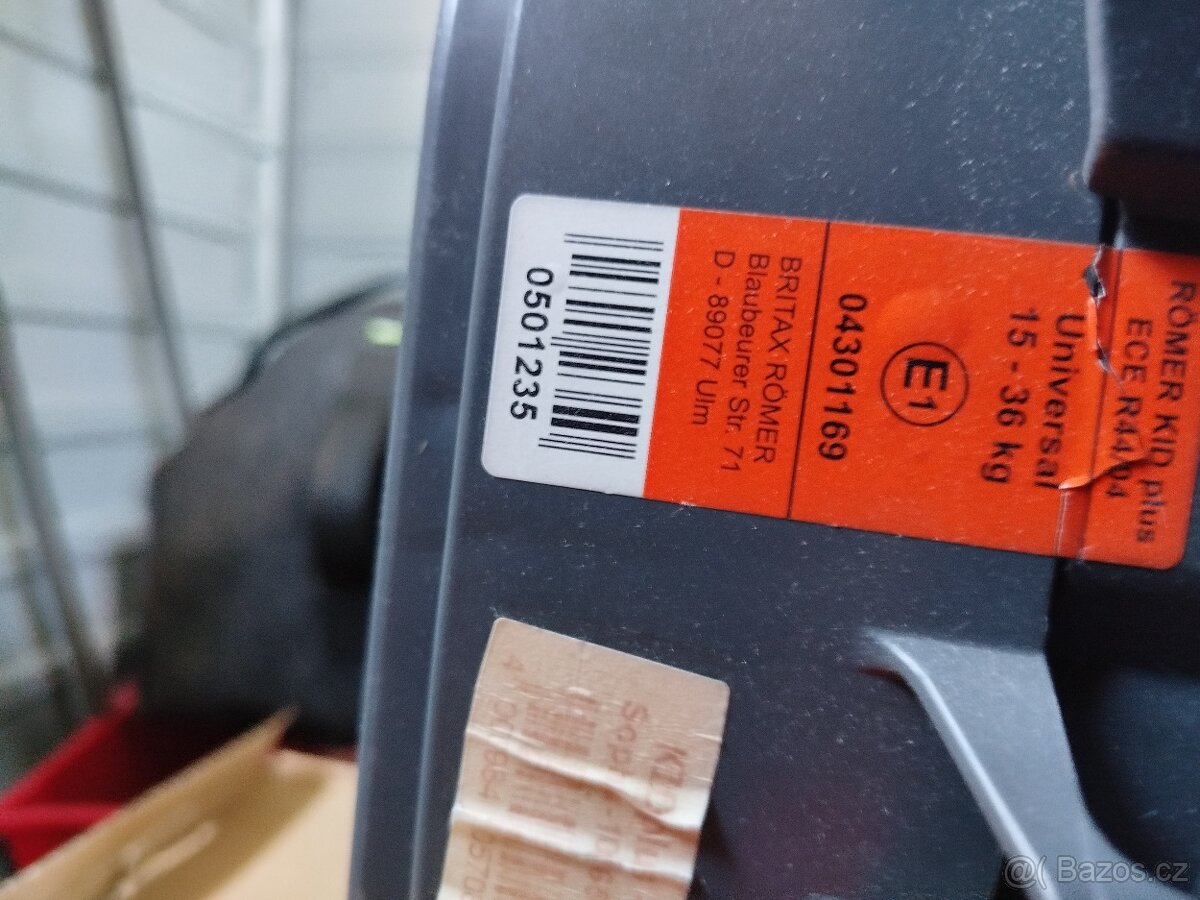 RÖMER KID plus
ECE R44/04
Universal
15 - 36 kg
E1
04301169
BRITAX RÖMER
Blaubeurer Str. 71
D - 89077 Ulm
0501235
Bazos.cz